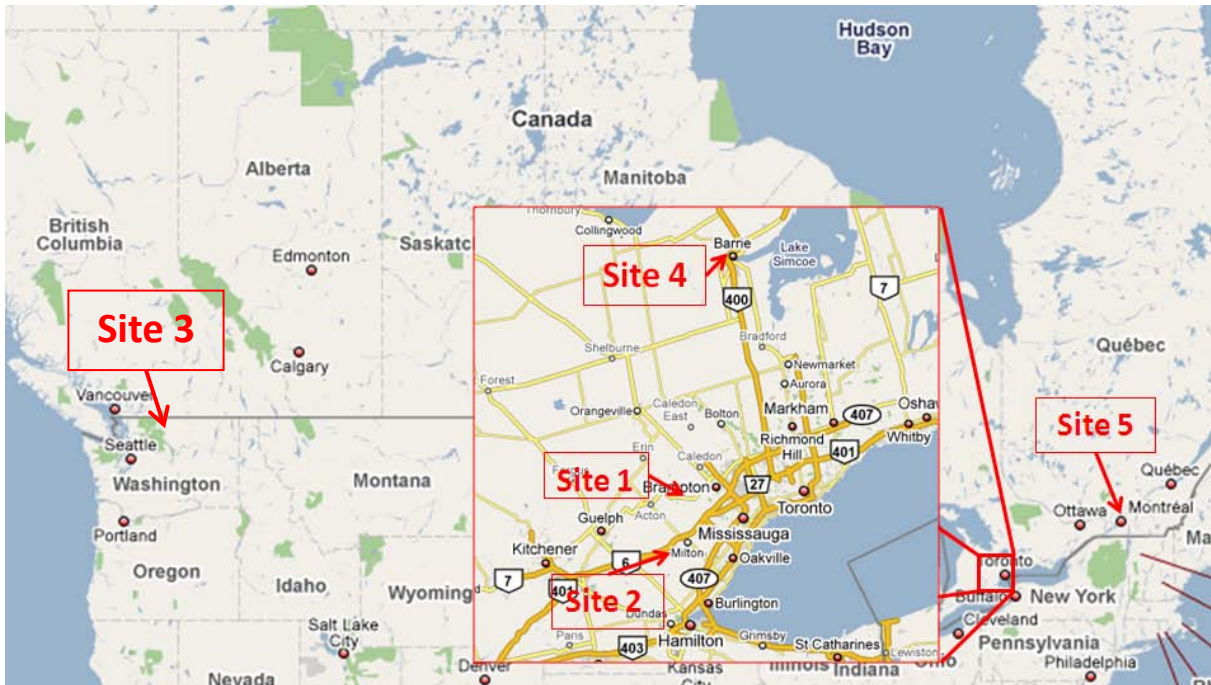 Hudson
Bay
Canada
Alberta
Manitoba
British
Columbia
Saskatc
Edmonton
Site 3
Calgary
Vancouver
Seattle
Washington
Montana
Portland
Oregon
Idaho
Wyoming
Salt Lake
City
Nevada
Denver
Thornbury
Collingwood
Barrie
Lake
Simcoe
Site 4
400
7
Bradford
Shelburne
Newmarket
Aurora
Forest
Orangeville
Caledon
East
Bolton
Markham
407
Osha
Richmond
Hill
Whitby
401
Erin
Caledon
Fergus
Site 1
Brampton
27
Acton
Toronto
Guelph
Mississauga
Kitchener
6
Milton
Oakville
7
401
407
Site 2
Burlington
Dundas
Paris
Hamilton
Grimsby
403
St Catharines
Lewiston
Kansas
City
Illinois
Indiana
Ohio
Québec
Site 5
Québec
Ottawa
Montréal
Ma
Toronto
Buffalo
New York
Cleveland
Pennsylvania
Philadelphia